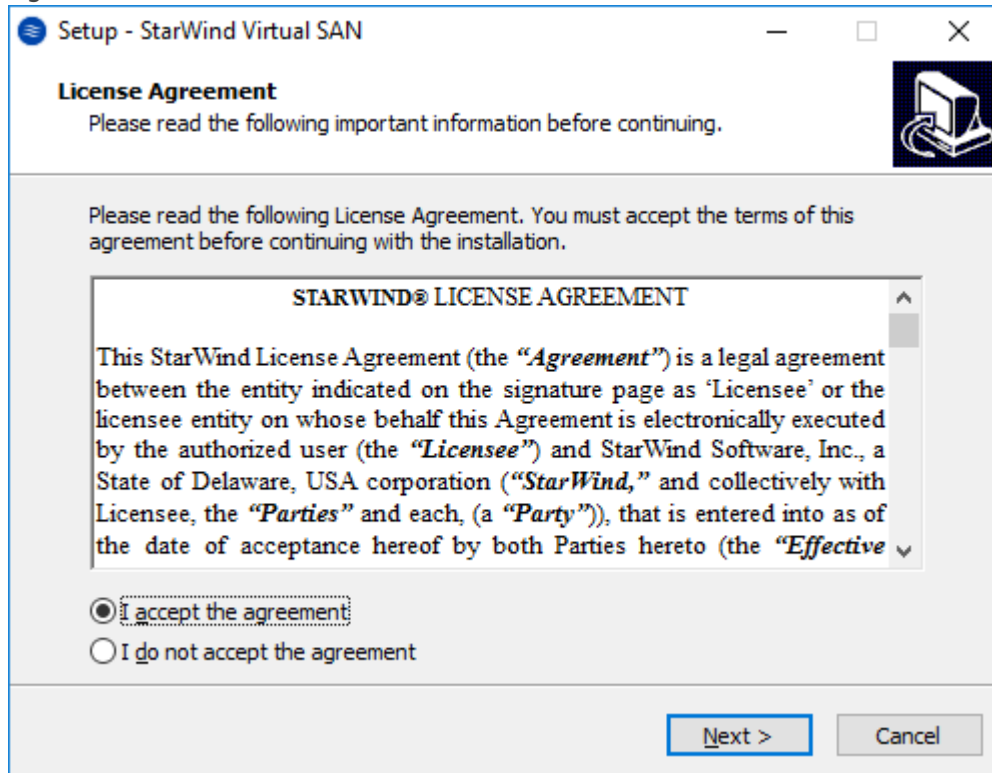 Setup - StarWind Virtual SAN
License Agreement
Please read the following important information before continuing.
Please read the following License Agreement. You must accept the terms of this
agreement before continuing with the installation.
STARWIND® LICENSE AGREEMENT
This StarWind License Agreement (the “Agreement”) is a legal agreement
between the entity indicated on the signature page as ‘Licensee’ or the
licensee entity on whose behalf this Agreement is electronically executed
by the authorized user (the “Licensee”) and StarWind Software, Inc., a
State of Delaware, USA corporation (“StarWind,” and collectively with
Licensee, the “Parties” and each, (a “Party”)), that is entered into as of
the date of acceptance hereof by both Parties hereto (the “Effective
I accept the agreement
I do not accept the agreement
Next >
Cancel